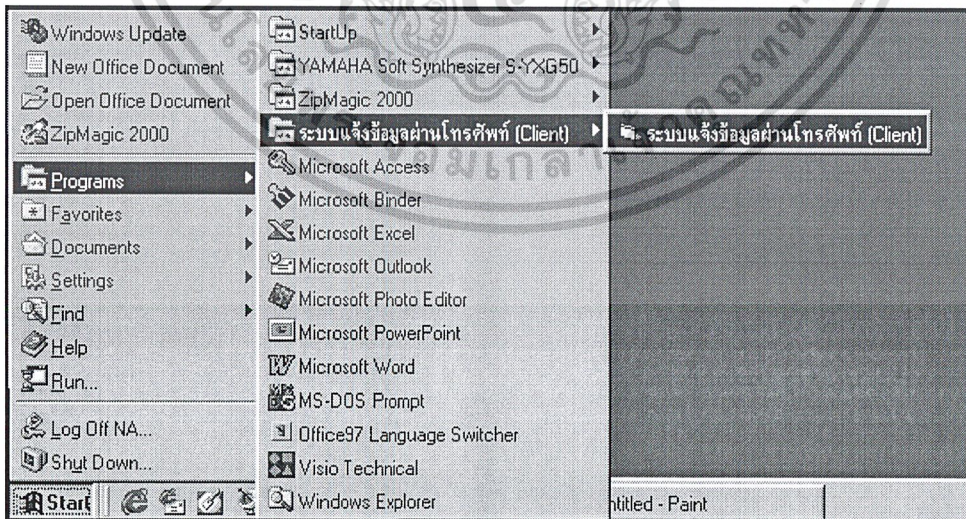 Windows Update
New Office Document
Open Office Document
ZipMagic 2000
Programs
Favorites
Documents
Settings
Find
Help
Run...
Log Off NA...
Shut Down...
Start
StartUp
YAMAHA Soft Synthesizer S-YXG50
ZipMagic 2000
ระบบแจ้งข้อมูลผ่านโทรศัพท์ (Client)
Microsoft Access
Microsoft Binder
Microsoft Excel
Microsoft Outlook
Microsoft Photo Editor
Microsoft PowerPoint
Microsoft Word
MS-DOS Prompt
Office97 Language Switcher
Visio Technical
Windows Explorer
ระบบแจ้งข้อมูลผ่านโทรศัพท์ (Client)
ntitled - Paint